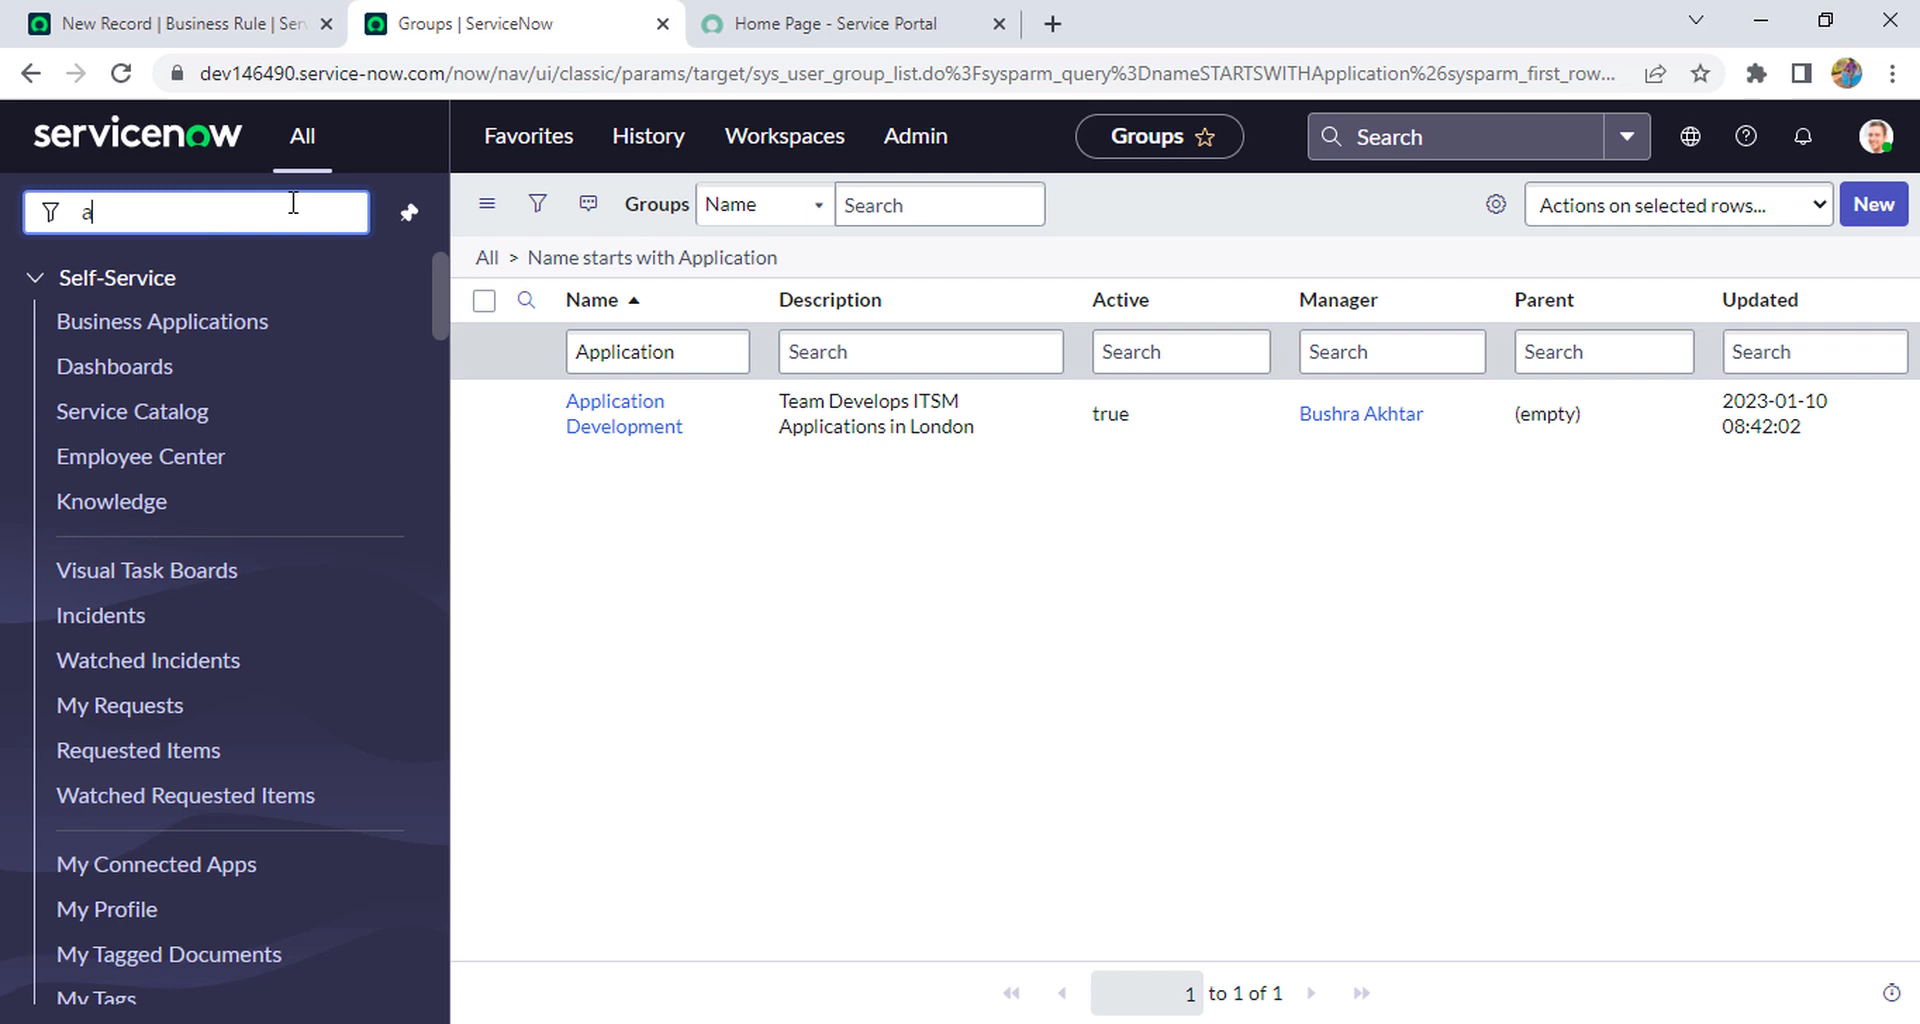 New Record | Business Rule | Ser
Groups | ServiceNow
Home Page - Service Portal
dev146490.service-now.com/now/nav/ui/classic/params/target/sys_user_group_list.do%3Fsysparm_query%3DnameSTARTSWITHApplication%26sysparm_first_row...
servicenow
All
Favorites
History
Workspaces
Admin
Groups
Search
a
Groups
Name
Search
Actions on selected rows...
New
All > Name starts with Application
Name
Description
Active
Manager
Parent
Updated
Application
Search
Search
Search
Search
Search
Application
Development
Team Develops ITSM
Applications in London
true
Bushra Akhtar
(empty)
2023-01-10
08:42:02
Self-Service
Business Applications
Dashboards
Service Catalog
Employee Center
Knowledge
Visual Task Boards
Incidents
Watched Incidents
My Requests
Requested Items
Watched Requested Items
My Connected Apps
My Profile
My Tagged Documents
My Tags
1 to 1 of 1